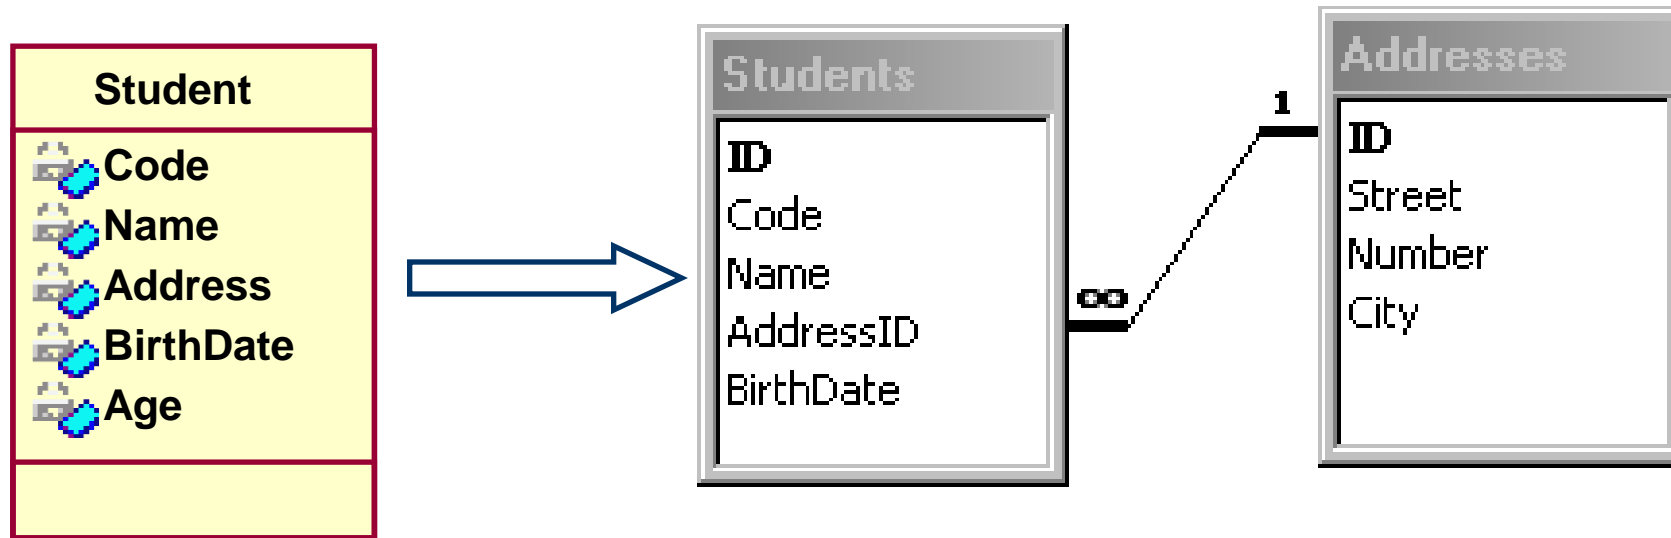 Student
Code
Name
Address
BirthDate
Age
Students
ID
Code
Name
AddressID
BirthDate
∞
1
Addresses
ID
Street
Number
City